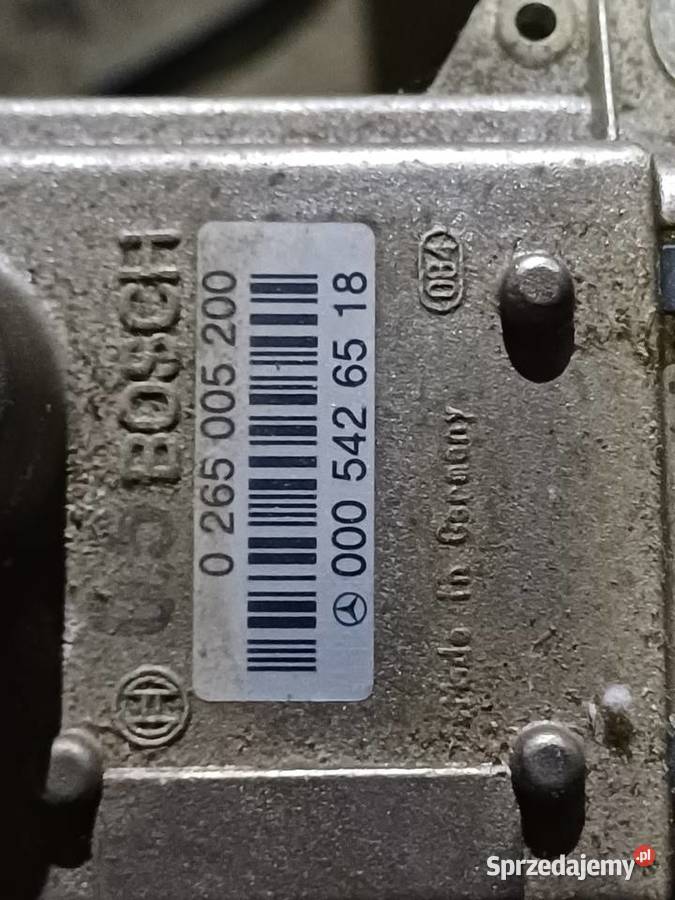 BOSCH
0 265 005 200
000 542 65 18
084
Made in Germany
Sprzedajemy.pl